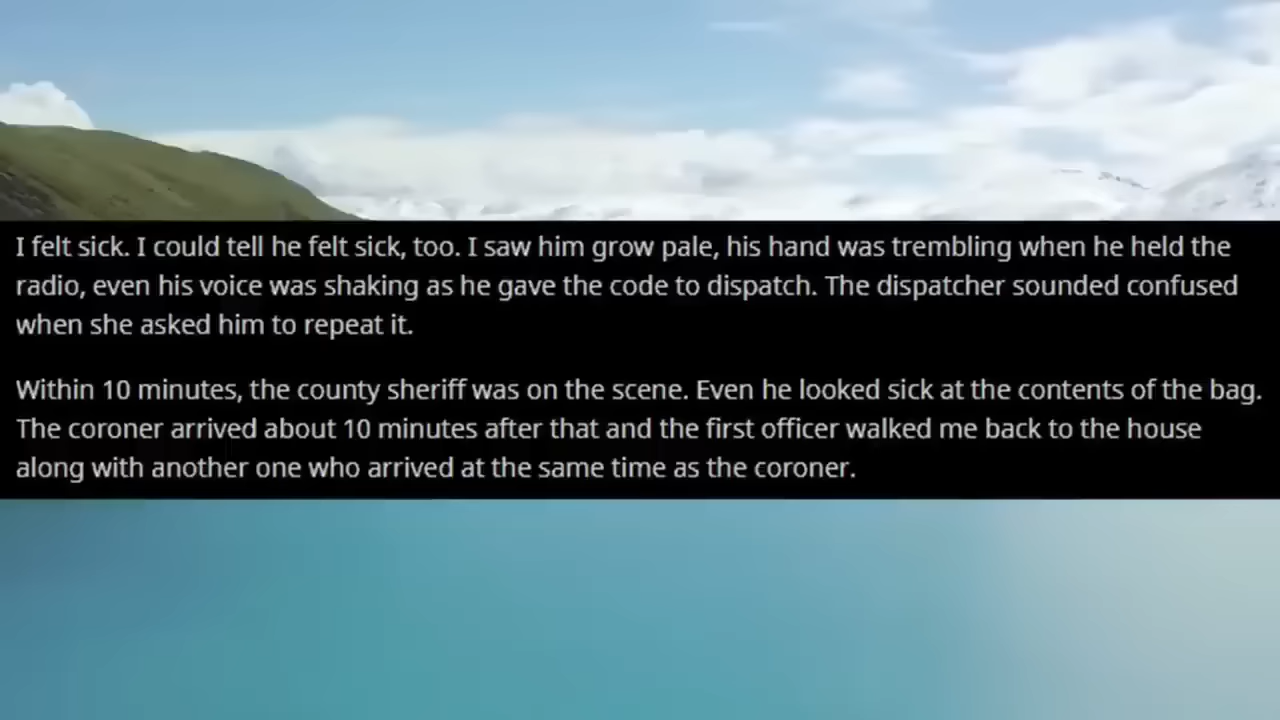 I felt sick. I could tell he felt sick, too. I saw him grow pale, his hand was trembling when he held the
radio, even his voice was shaking as he gave the code to dispatch. The dispatcher sounded confused
when she asked him to repeat it.
Within 10 minutes, the county sheriff was on the scene. Even he looked sick at the contents of the bag.
The coroner arrived about 10 minutes after that and the first officer walked me back to the house
along with another one who arrived at the same time as the coroner.